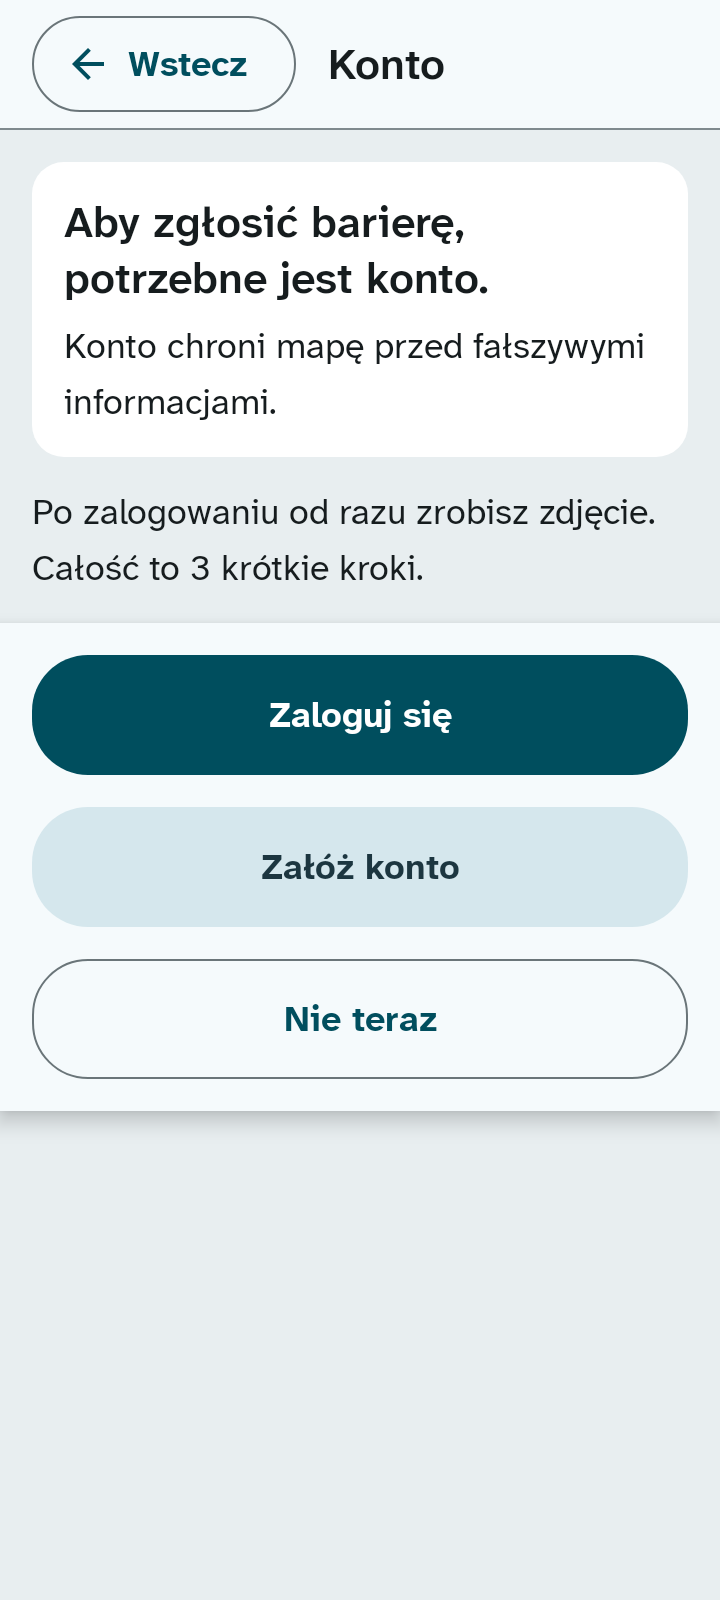 Wstecz
Konto
Aby zgłosić barierę,
potrzebne jest konto.
Konto chroni mapę przed fałszywymi
informacjami.
Po zalogowaniu od razu zrobisz zdjęcie.
Całość to 3 krótkie kroki.
Zaloguj się
Załóż konto
Nie teraz